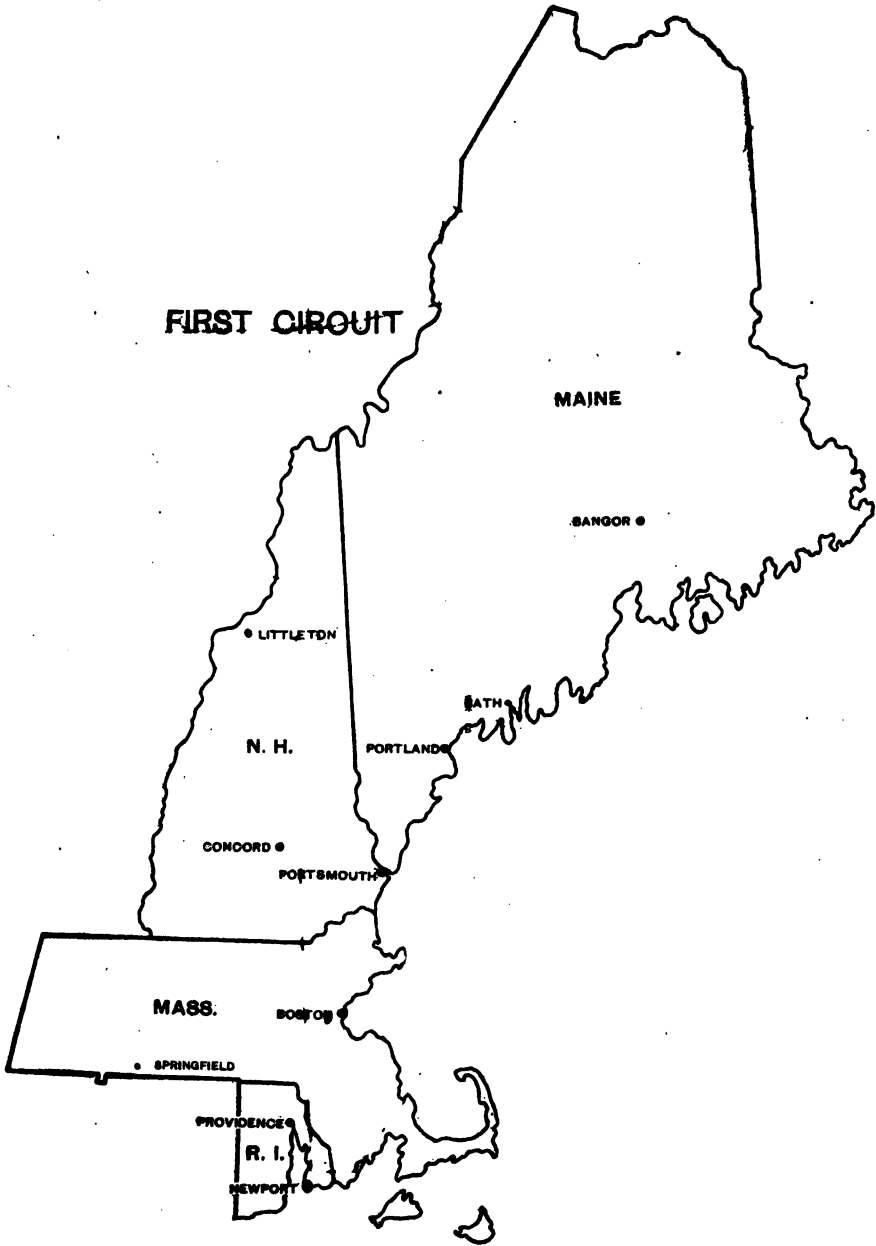 FIRST CIRCUIT
MAINE
BANGOR
LITTLETON
BATH
N. H.
PORTLAND
CONCORD
PORTSMOUTH
MASS.
BOSTON
SPRINGFIELD
PROVIDENCE
R. I.
NEWPORT